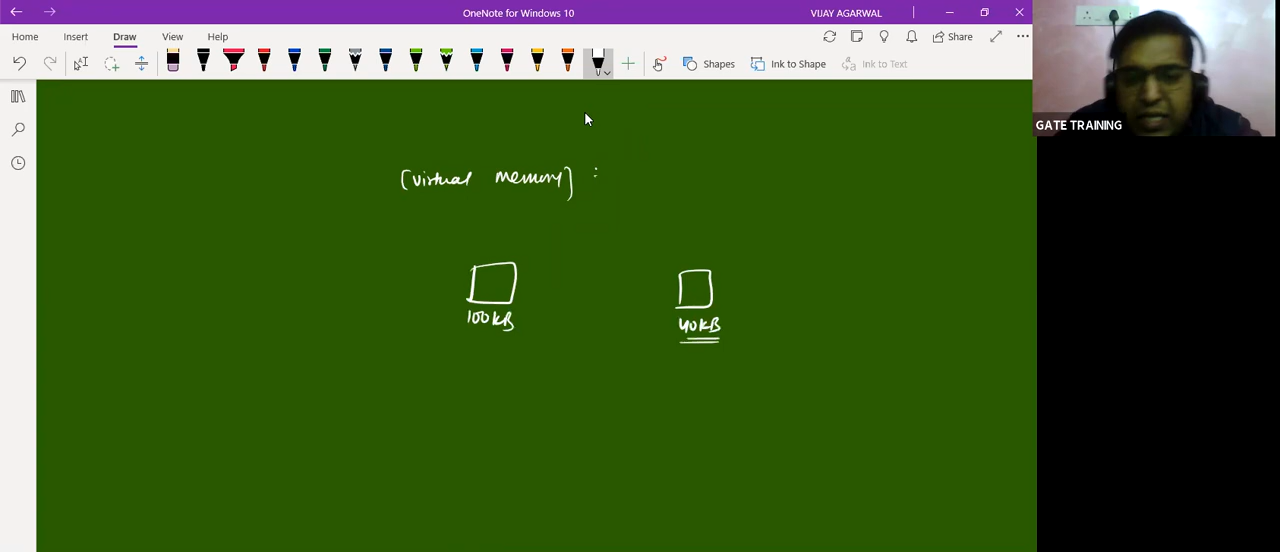 OneNote for Windows 10
VIJAY AGARWAL
Home Insert Draw View Help
Share
Shapes Ink to Shape Ink to Text
GATE TRAINING
[virtual memory] :
100KB
40KB